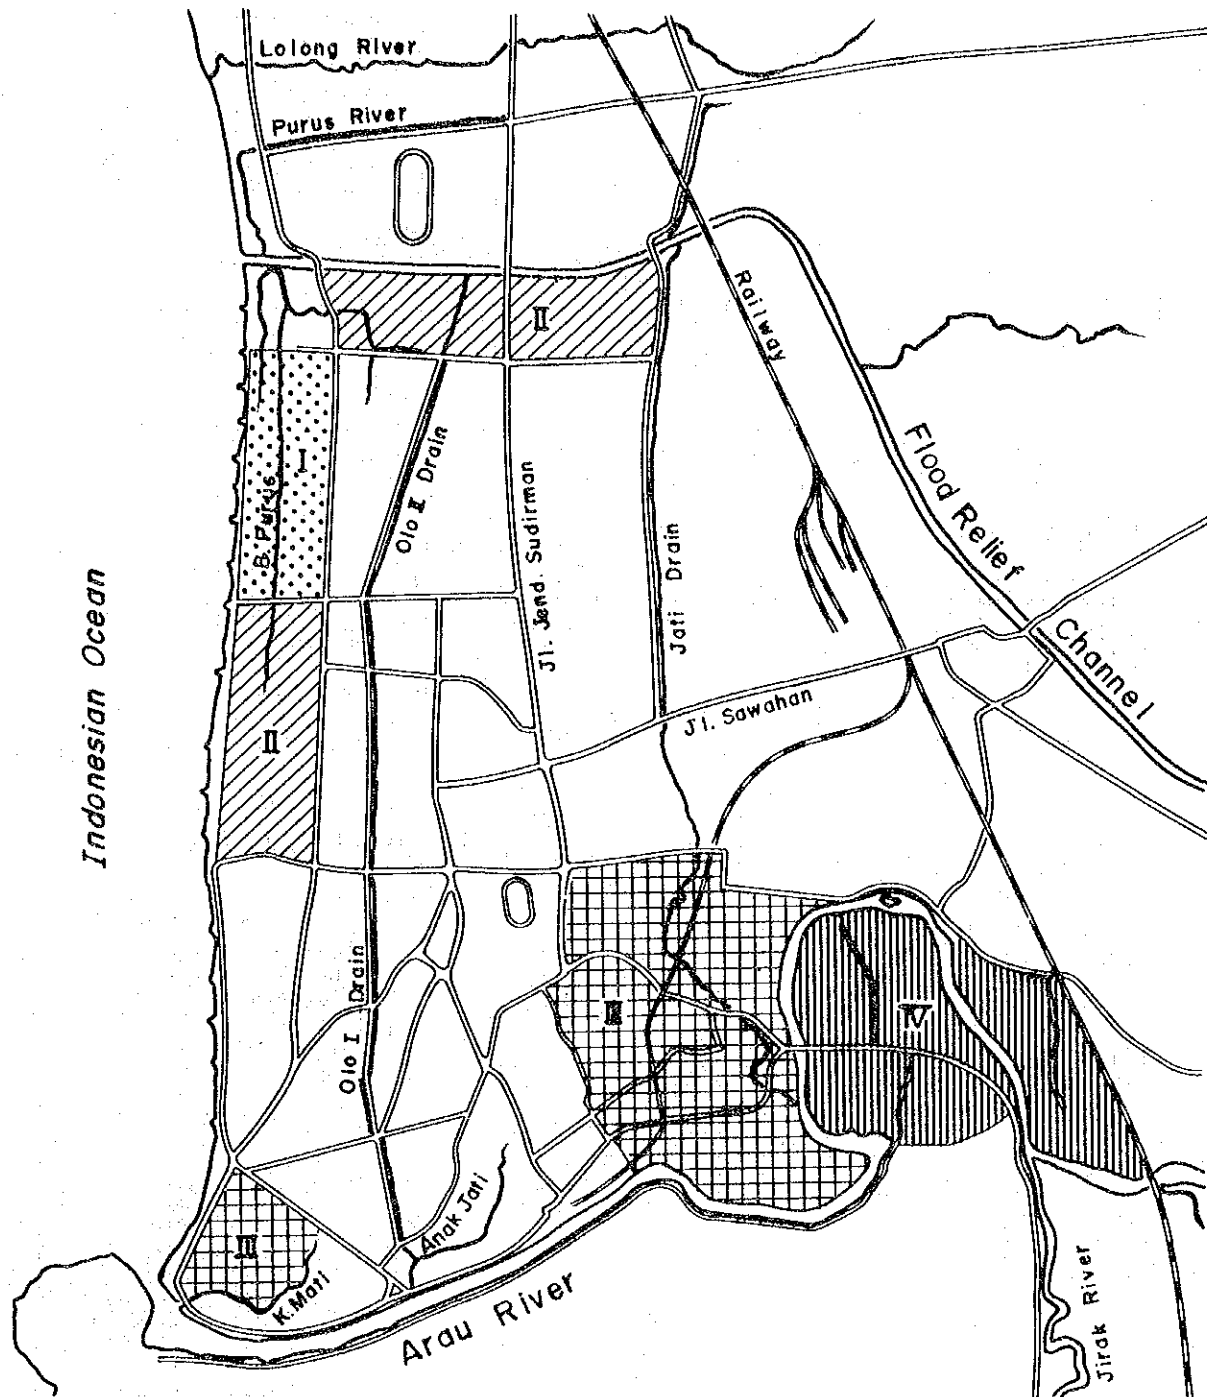 Lolong River
Purus River
II
Railway
I
B. Purus
Olo II Drain
Jl. Jend. Sudirman
Jati Drain
Flood Relief Channel
Indonesian Ocean
II
Jl. Sawahan
III
IV
Olo I Drain
Anak Jati
III
K. Mati
Arau River
Jirak River